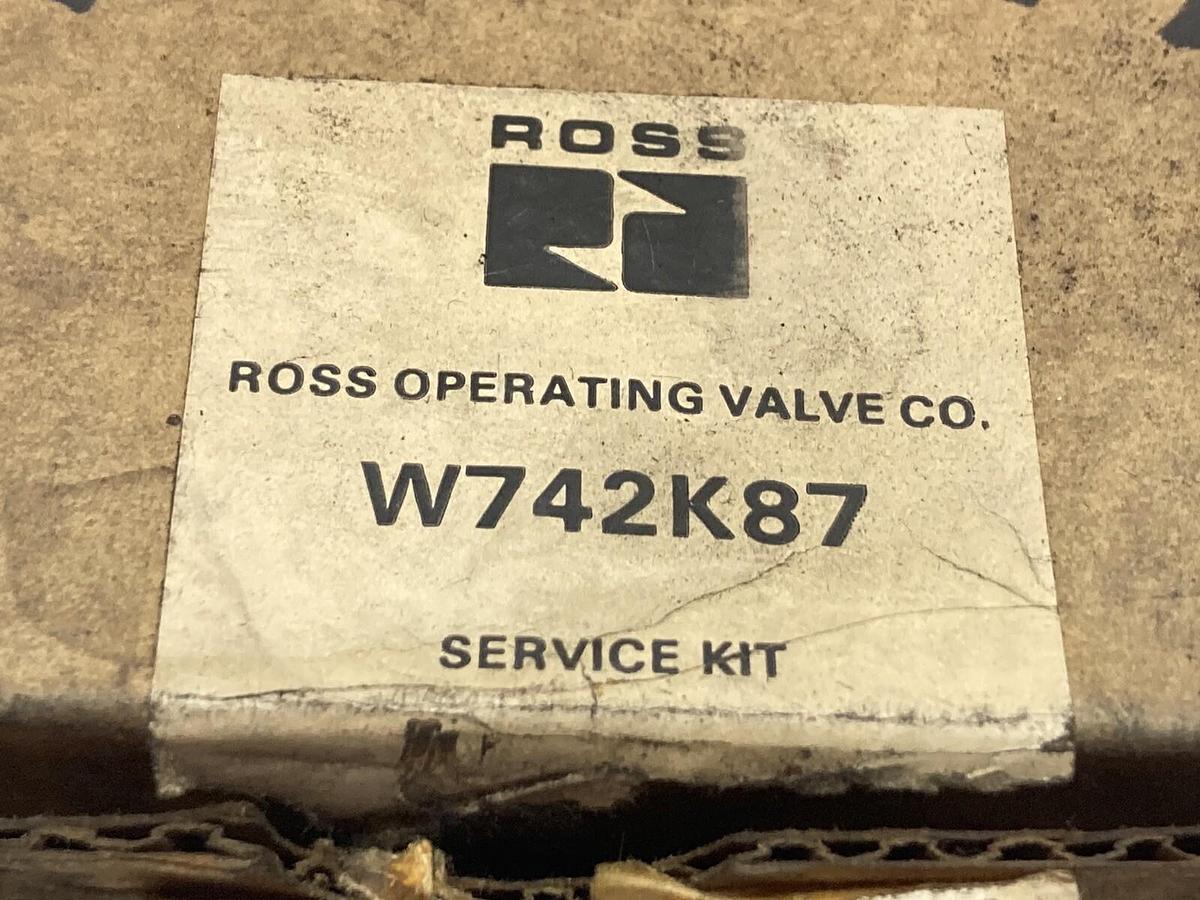 ROSS
ROSS OPERATING VALVE CO.
W742K87
SERVICE KIT